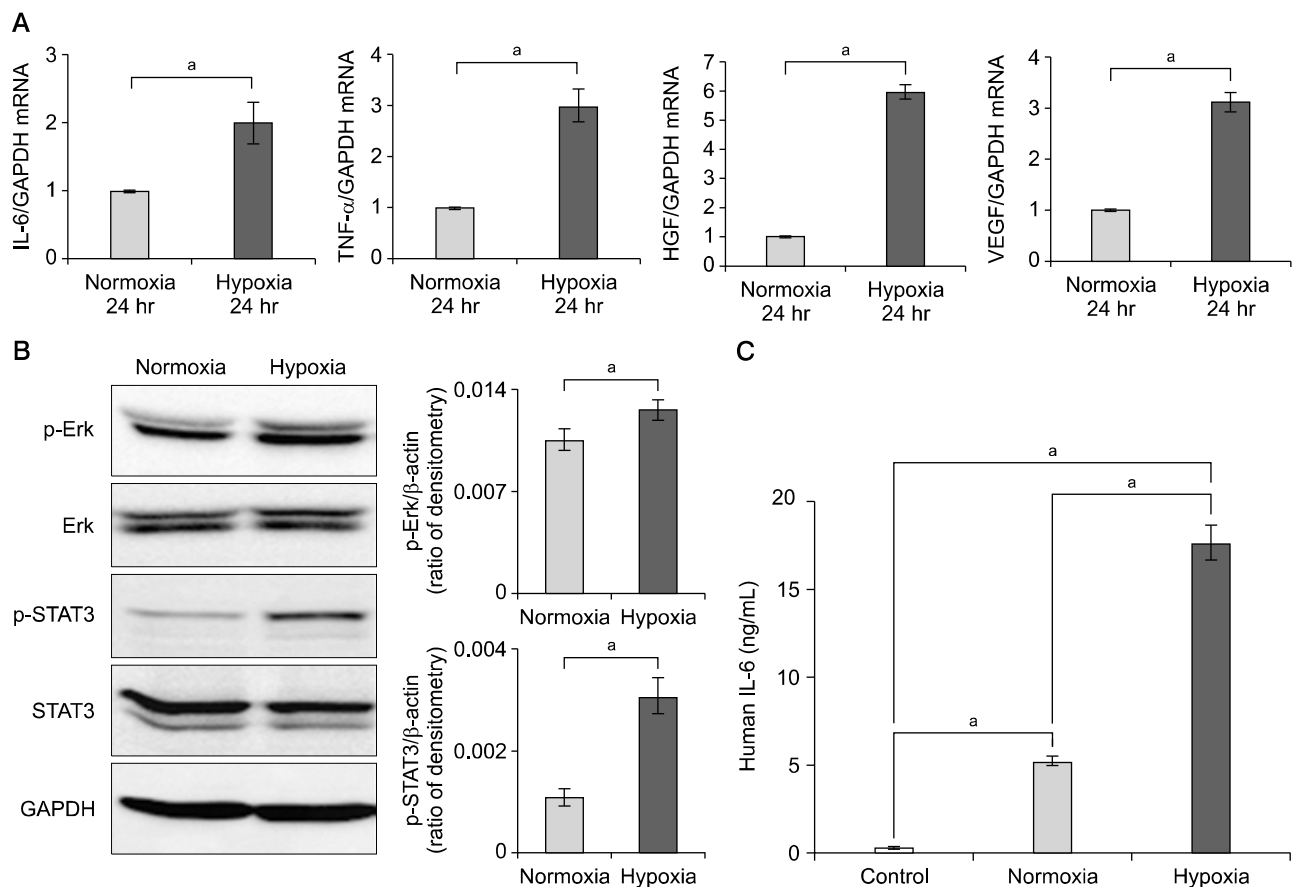 A
IL-6/GAPDH mRNA
3
2
1
0
a
Normoxia
24 hr
Hypoxia
24 hr
TNF-α/GAPDH mRNA
4
3
2
1
0
a
Normoxia
24 hr
Hypoxia
24 hr
HGF/GAPDH mRNA
7
6
5
4
3
2
1
0
a
Normoxia
24 hr
Hypoxia
24 hr
VEGF/GAPDH mRNA
4
3
2
1
0
a
Normoxia
24 hr
Hypoxia
24 hr
B
Normoxia Hypoxia
p-Erk
Erk
p-STAT3
STAT3
GAPDH
p-Erk/β-actin
(ratio of densitometry)
0.014
0.007
0
a
Normoxia Hypoxia
p-STAT3/β-actin
(ratio of densitometry)
0.004
0.002
0
a
Normoxia Hypoxia
C
Human IL-6 (ng/mL)
20
15
10
5
0
a
a
a
Control Normoxia Hypoxia